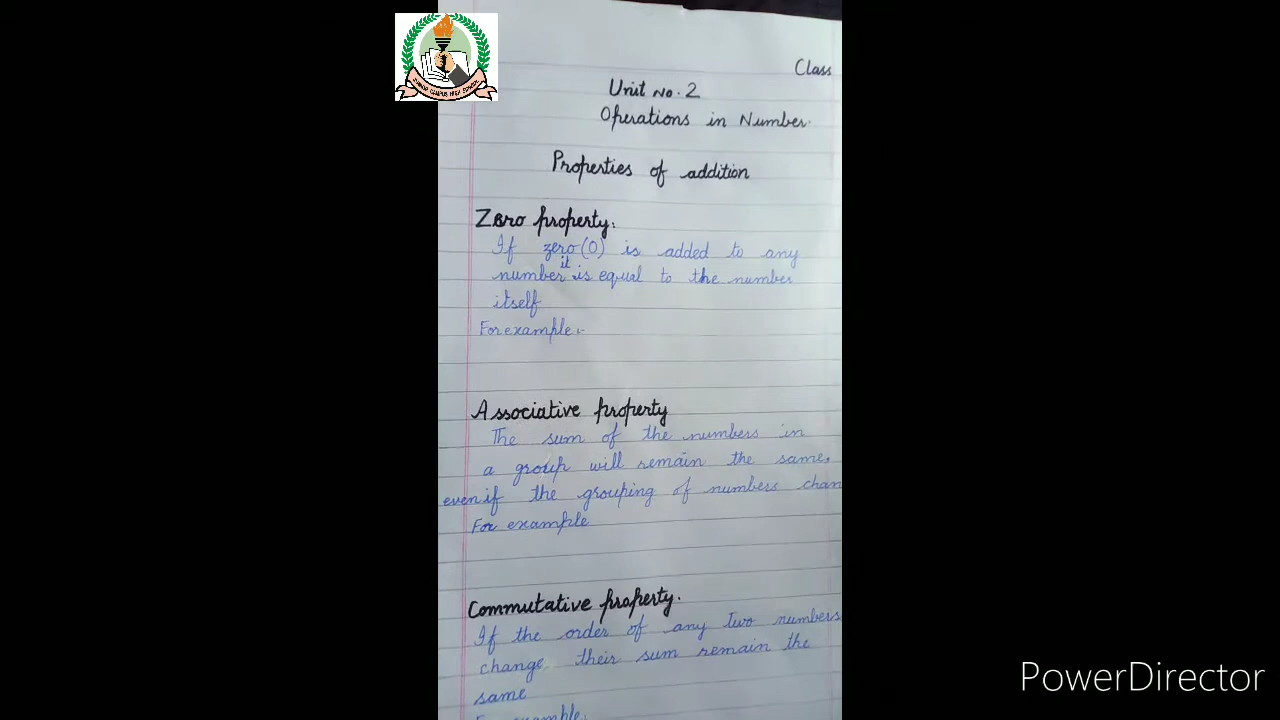 Class
Unit No. 2
Operations in Number.
Properties of addition
Zero property.
If zero (0) is added to any
it
number is equal to the number
itself
For example.
Associative property
The sum of the numbers in
a group will remain the same,
even if the grouping of numbers chan
For example
Commutative property.
If the order of any two numbers
change, their sum remain the
same
For example.
PowerDirector